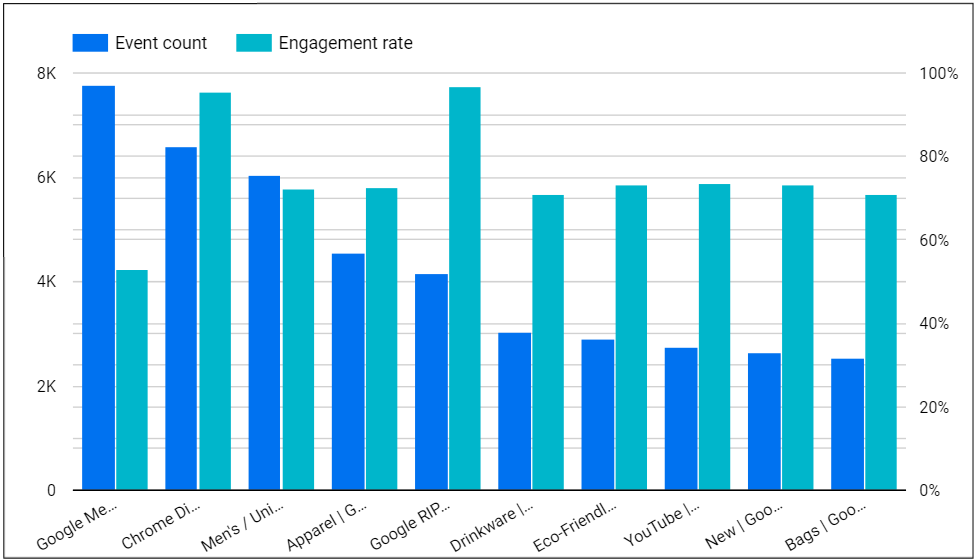 Event count Engagement rate
8K 100%
80%
6K
60%
4K
40%
2K
20%
0 0%
Google Me... Chrome Di... Men's / Uni... Apparel | G... Google RIP... Drinkware |... Eco-Friendl... YouTube |... New | Goo... Bags | Goo...